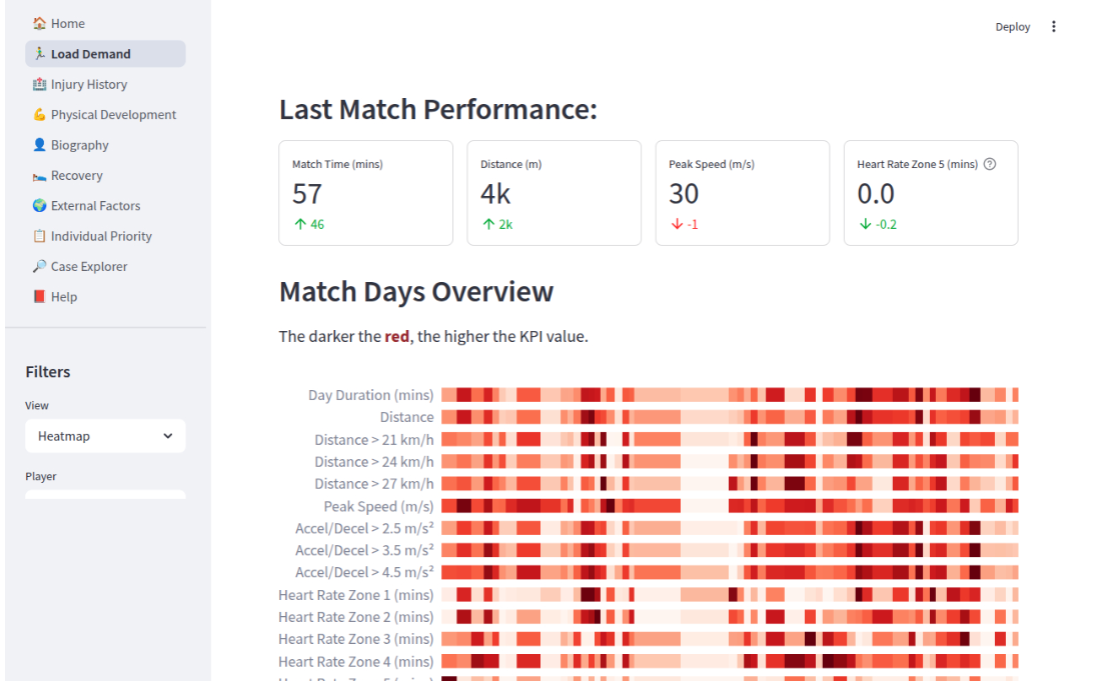 Home
Load Demand
Injury History
Physical Development
Biography
Recovery
External Factors
Individual Priority
Case Explorer
Help
Filters
View
Heatmap
Player
Deploy
Last Match Performance:
Match Time (mins)
57
46
Distance (m)
4k
2k
Peak Speed (m/s)
30
-1
Heart Rate Zone 5 (mins)
0.0
-0.2
Match Days Overview
The darker the red, the higher the KPI value.
Day Duration (mins)
Distance
Distance > 21 km/h
Distance > 24 km/h
Distance > 27 km/h
Peak Speed (m/s)
Accel/Decel > 2.5 m/s²
Accel/Decel > 3.5 m/s²
Accel/Decel > 4.5 m/s²
Heart Rate Zone 1 (mins)
Heart Rate Zone 2 (mins)
Heart Rate Zone 3 (mins)
Heart Rate Zone 4 (mins)